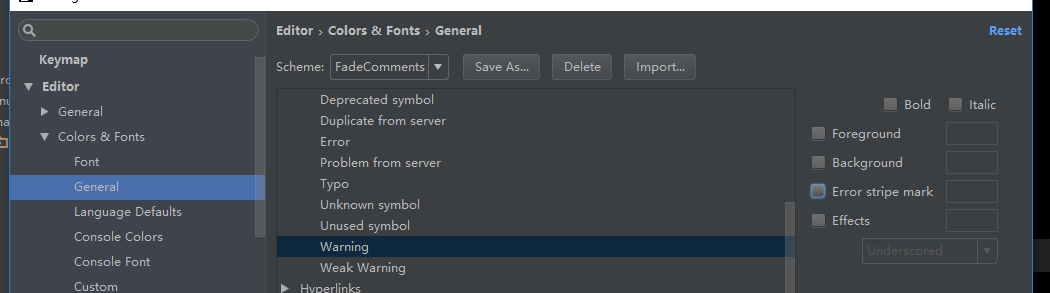 Editor › Colors & Fonts › General
Reset
Keymap
Editor
General
Colors & Fonts
Font
General
Language Defaults
Console Colors
Console Font
Custom
Scheme: FadeComments Save As... Delete Import...
Deprecated symbol
Duplicate from server
Error
Problem from server
Typo
Unknown symbol
Unused symbol
Warning
Weak Warning
Hyperlinks
Bold Italic
Foreground
Background
Error stripe mark
Effects
Underscored